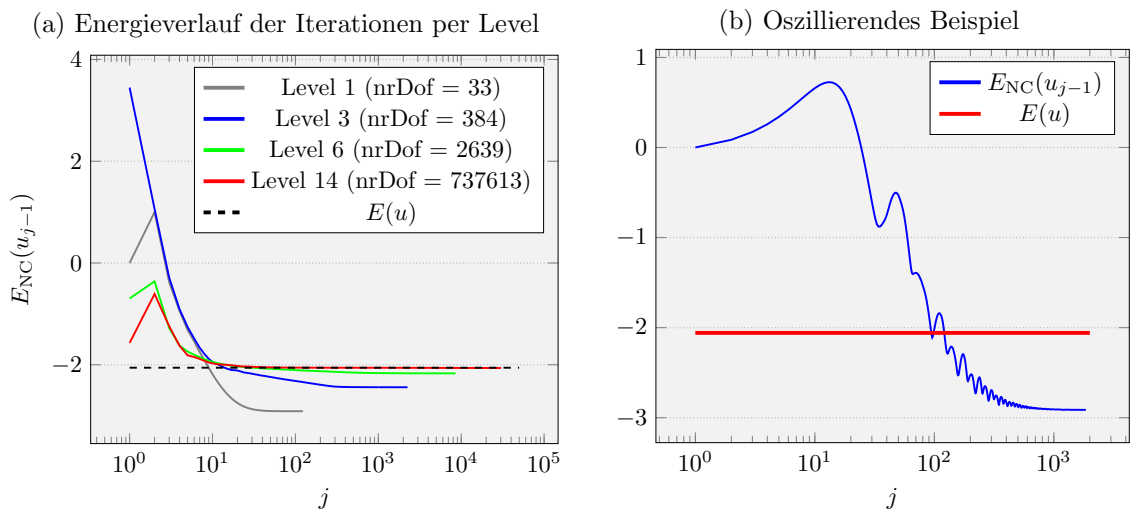 (a) Energieverlauf der Iterationen per Level
4
2
0
−2
E_NC(u_{j−1})
Level 1 (nrDof = 33)
Level 3 (nrDof = 384)
Level 6 (nrDof = 2639)
Level 14 (nrDof = 737613)
E(u)
10^0 10^1 10^2 10^3 10^4 10^5
j
(b) Oszillierendes Beispiel
1
0
−1
−2
−3
E_NC(u_{j−1})
E(u)
10^0 10^1 10^2 10^3
j